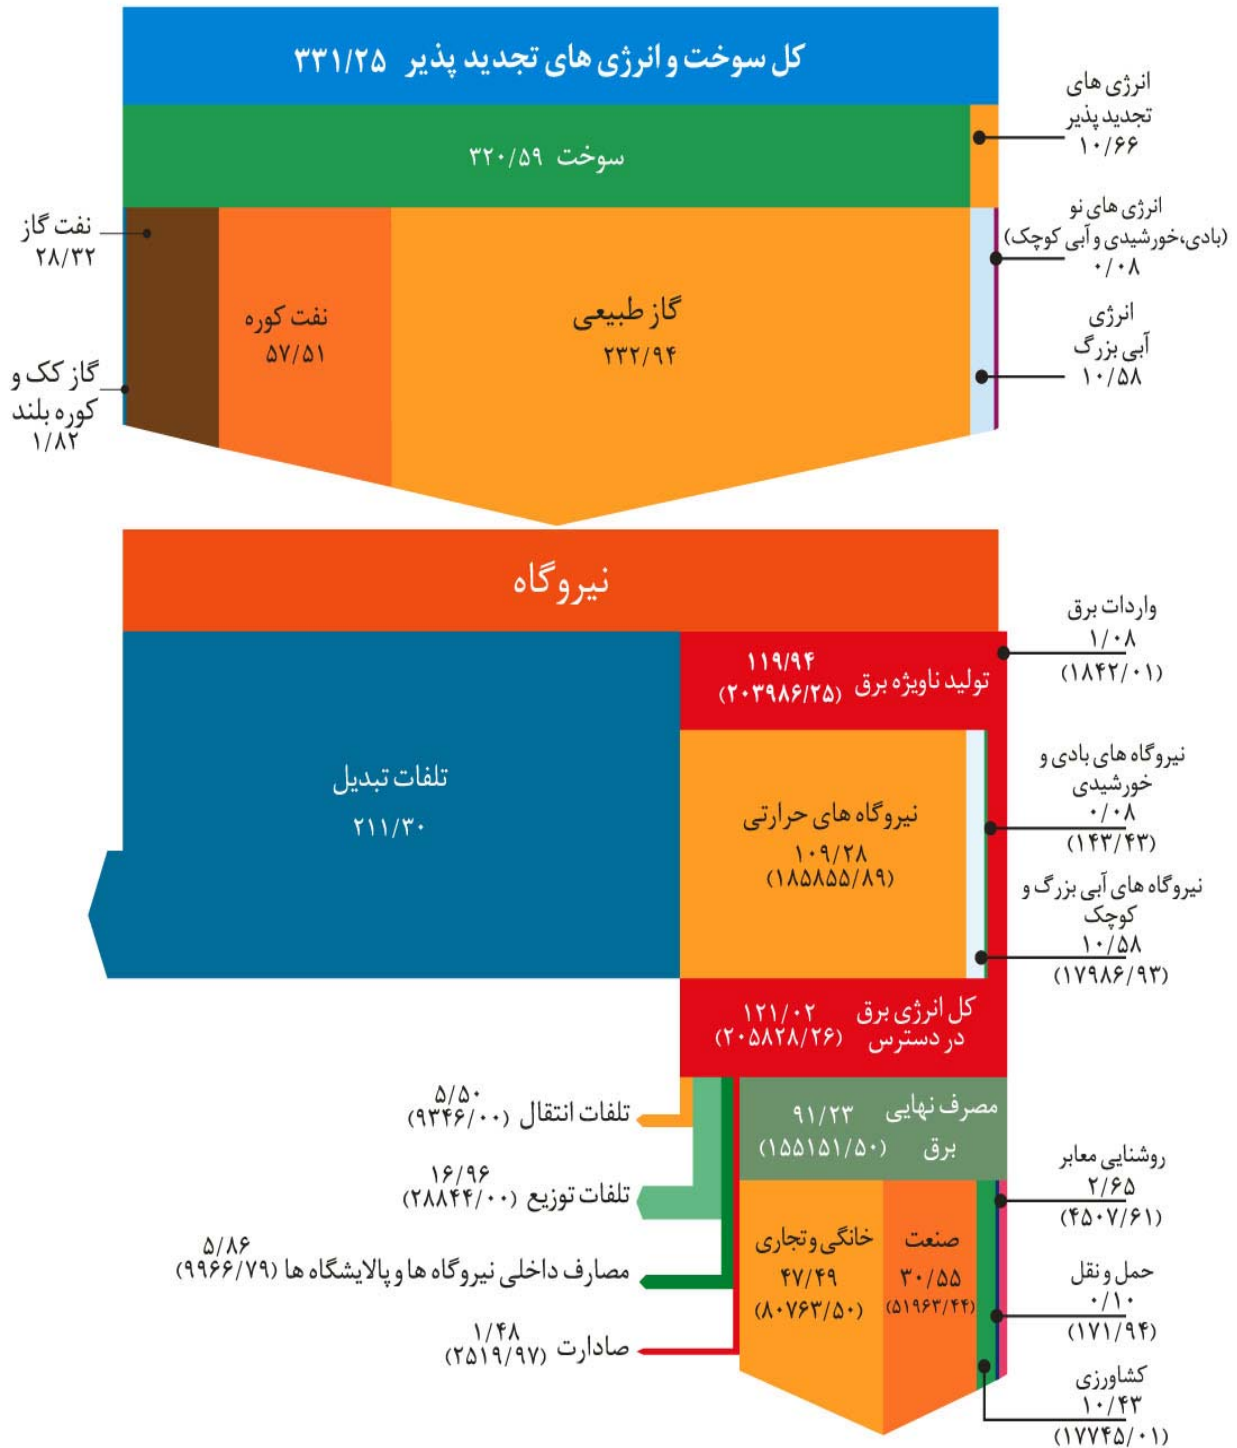 کل سوخت و انرژی های تجدید پذیر ۳۳۱/۲۵
انرژی های
تجدید پذیر
۱۰/۶۶
سوخت ۳۲۰/۵۹
انرژی های نو
(بادی،خورشیدی و آبی کوچک)
۰/۰۸
انرژی
آبی بزرگ
۱۰/۵۸
گاز طبیعی
۲۳۲/۹۴
نفت کوره
۵۷/۵۱
نفت گاز
۲۸/۳۲
گاز کک و
کوره بلند
۱/۸۲
نیروگاه
واردات برق
۱/۰۸
(۱۸۴۲/۰۱)
تولید ناویژه برق ۱۱۹/۹۴
(۲۰۳۹۸۶/۲۵)
نیروگاه های بادی و
خورشیدی
۰/۰۸
(۱۴۳/۴۳)
نیروگاه های آبی بزرگ و
کوچک
۱۰/۵۸
(۱۷۹۸۶/۹۳)
نیروگاه های حرارتی
۱۰۹/۲۸
(۱۸۵۸۵۵/۸۹)
تلفات تبدیل
۲۱۱/۳۰
کل انرژی برق ۱۲۱/۰۲
در دسترس (۲۰۵۸۲۸/۲۶)
مصرف نهایی ۹۱/۲۳
برق (۱۵۵۱۵۱/۵۰)
۵/۵۰
تلفات انتقال (۹۳۴۶/۰۰)
۱۶/۹۶
تلفات توزیع (۲۸۸۴۴/۰۰)
۵/۸۶
مصارف داخلی نیروگاه ها و پالایشگاه ها (۹۹۶۶/۷۹)
۱/۴۸
صادارت (۲۵۱۹/۹۷)
روشنایی معابر
۲/۶۵
(۴۵۰۷/۶۱)
حمل و نقل
۰/۱۰
(۱۷۱/۹۴)
کشاورزی
۱۰/۴۳
(۱۷۷۴۵/۰۱)
صنعت
۳۰/۵۵
(۵۱۹۶۳/۴۴)
خانگی و تجاری
۴۷/۴۹
(۸۰۷۶۳/۵۰)